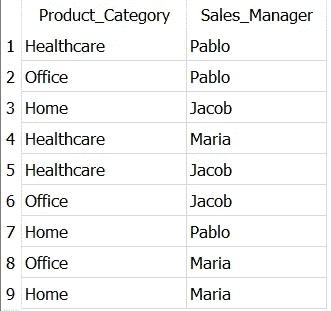 Product_Category Sales_Manager
1 Healthcare Pablo
2 Office Pablo
3 Home Jacob
4 Healthcare Maria
5 Healthcare Jacob
6 Office Jacob
7 Home Pablo
8 Office Maria
9 Home Maria